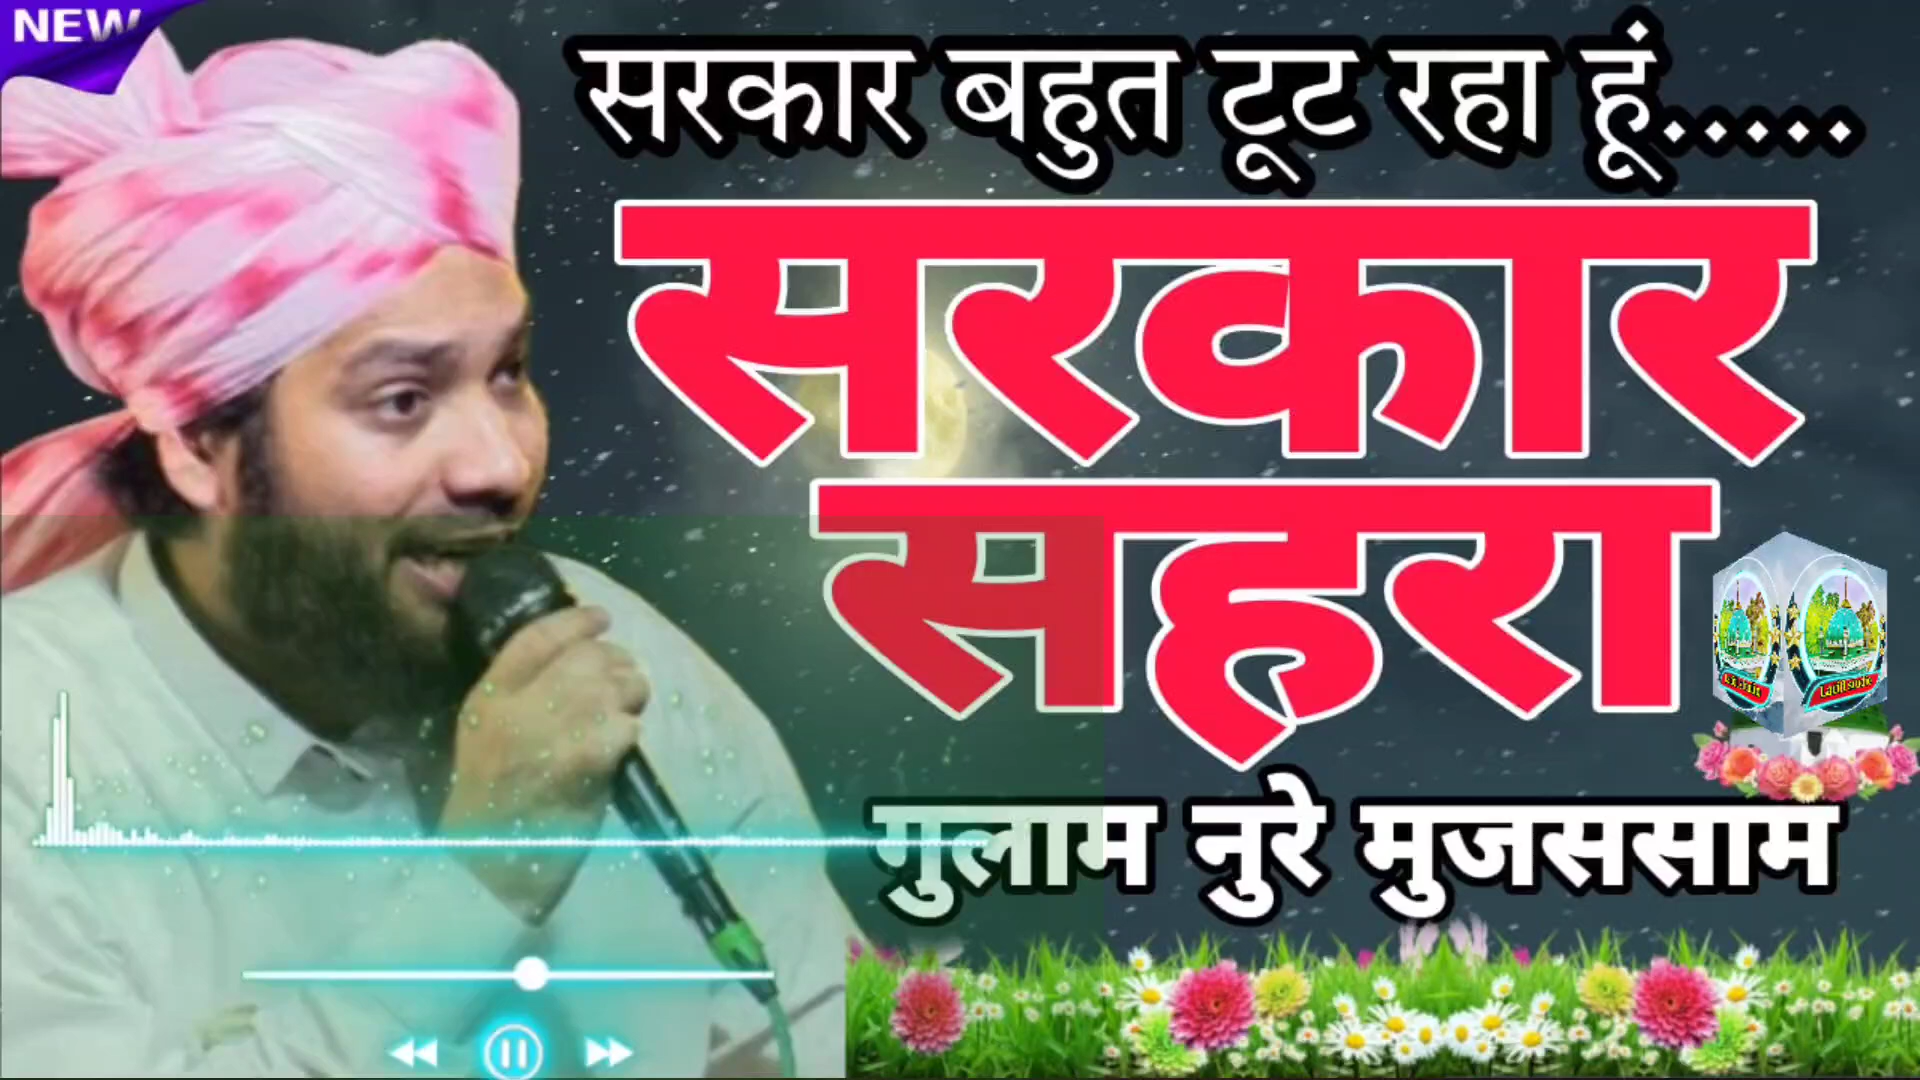 NEW
सरकार बहुत टूट रहा हूं.....
सरकार
सहरा
गुलाम नुरे मुजससाम